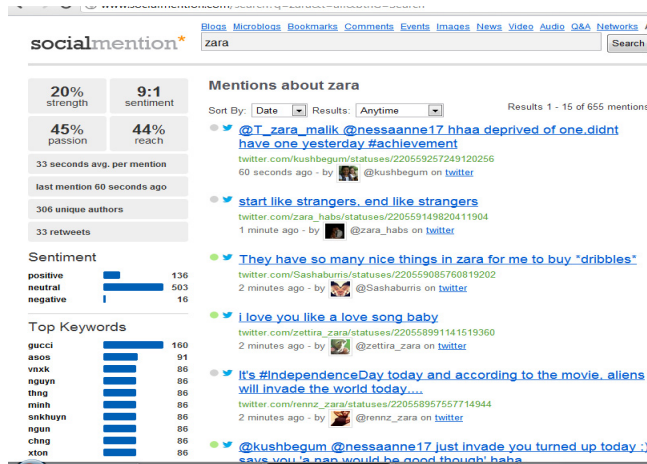 Blogs Microblogs Bookmarks Comments Events Images News Video Audio Q&A Networks
socialmention*
zara
Search
20%
strength
9:1
sentiment
45%
passion
44%
reach
33 seconds avg. per mention
last mention 60 seconds ago
306 unique authors
33 retweets
Sentiment
positive 136
neutral 503
negative 16
Top Keywords
gucci 160
asos 91
vnxk 86
nguyn 86
thng 86
minh 86
snkhuyn 86
ngun 86
chng 86
xton 86
Mentions about zara
Sort By: Date Results: Anytime Results 1 - 15 of 655 mentions
@T_zara_malik @nessaanne17 hhaa deprived of one,didnt
have one yesterday #achievement
twitter.com/kushbegum/statuses/220559257249120256
60 seconds ago - by @kushbegum on twitter
start like strangers, end like strangers
twitter.com/zara_habs/statuses/220559149820411904
1 minute ago - by @zara_habs on twitter
They have so many nice things in zara for me to buy *dribbles*
twitter.com/Sashaburris/statuses/220559085760819202
2 minutes ago - by @Sashaburris on twitter
i love you like a love song baby
twitter.com/zettira_zara/statuses/220558991141519360
2 minutes ago - by @zettira_zara on twitter
It's #IndependenceDay today and according to the movie, aliens
will invade the world today....
twitter.com/rennz_zara/statuses/220558957557714944
2 minutes ago - by @rennz_zara on twitter
@kushbegum @nessaanne17 just invade you turned up today :)
says you 'a nap would be good though' haha